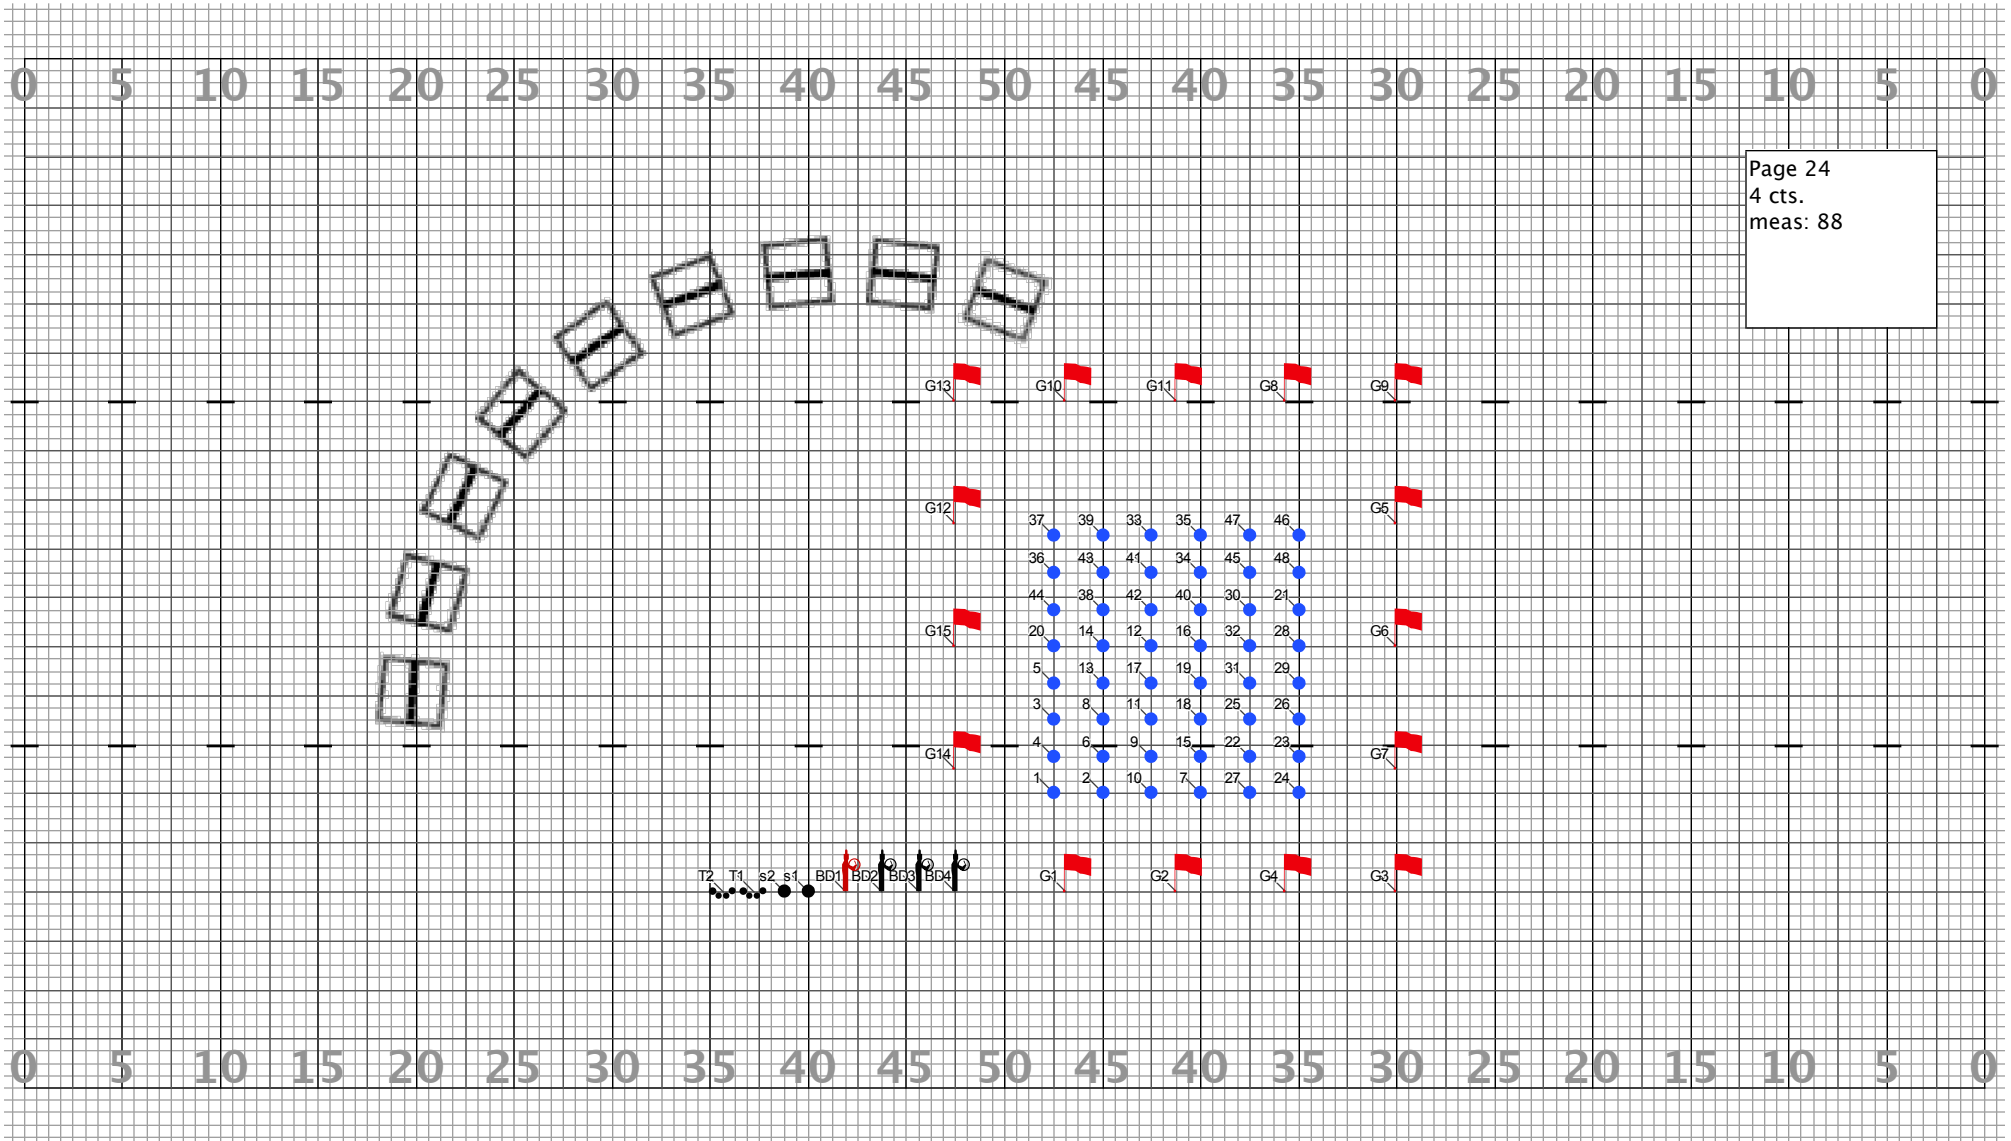 0 5 10 15 20 25 30 35 40 45 50 45 40 35 30 25 20 15 10 5 0
Page 24
4 cts.
meas: 88
G13 G10 G11 G8 G9
G12 G5
37 39 33 35 47 46
36 43 41 34 45 48
44 38 42 40 30 21
G15 20 14 12 16 32 28 G6
5 13 17 19 31 29
3 8 11 18 25 26
G14 4 6 9 15 22 23 G7
1 2 10 7 27 24
T2 T1 s2 s1 BD1 BD2 BD3 BD4 G1 G2 G4 G3
0 5 10 15 20 25 30 35 40 45 50 45 40 35 30 25 20 15 10 5 0